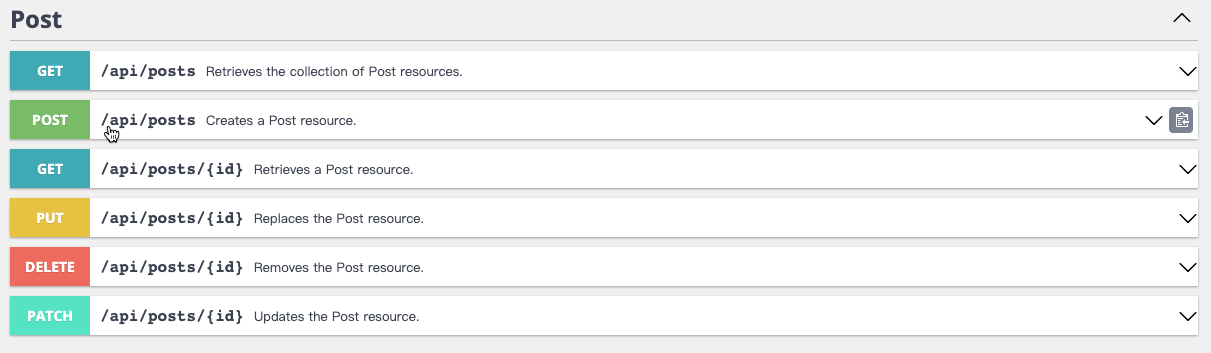 Post
GET /api/posts Retrieves the collection of Post resources.
POST /api/posts Creates a Post resource.
GET /api/posts/{id} Retrieves a Post resource.
PUT /api/posts/{id} Replaces the Post resource.
DELETE /api/posts/{id} Removes the Post resource.
PATCH /api/posts/{id} Updates the Post resource.